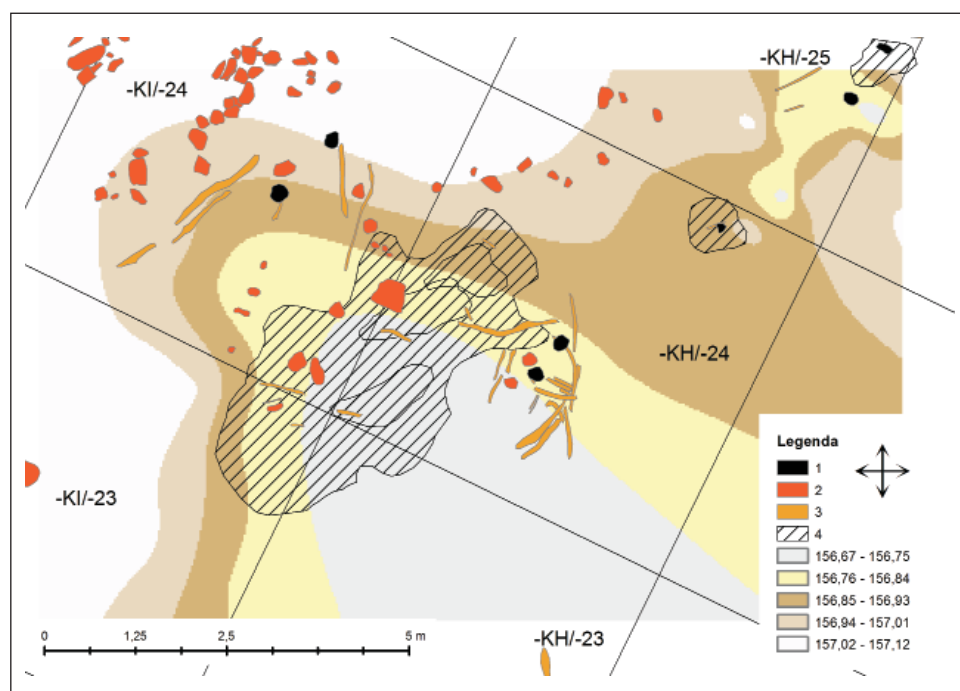 -KH/-25
-KI/-24
-KH/-24
Legenda
1
2
3
4
156,67 - 156,75
156,76 - 156,84
156,85 - 156,93
156,94 - 157,01
157,02 - 157,12
-KI/-23
0 1,25 2,5 5 m
-KH/-23